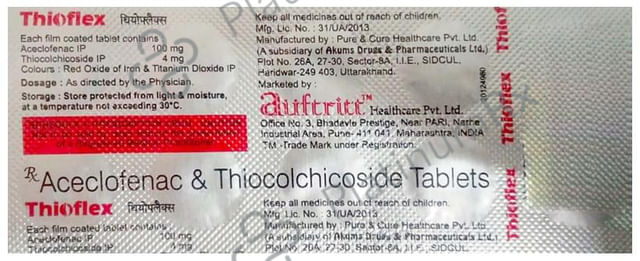 Thioflex थियोफ्लैक्स
Each film coated tablet contains
Aceclofenac IP 100 mg
Thiocolchicoside IP 4 mg
Colours : Red Oxide of Iron & Titanium Dioxide IP
Dosage : As directed by the Physician.
Storage : Store protected from light & moisture,
at a temperature not exceeding 30°C.
Keep all medicines out of reach of children.
Mfg. Lic. No. : 31/UA/2013
Manufactured by : Pure & Cure Healthcare Pvt. Ltd.
(A subsidiary of Akums Drugs & Pharmaceuticals Ltd.)
Plot No. 26A, 27-30, Sector-8A, I.I.E., SIDCUL,
Haridwar-249 403, Uttarakhand.
Marketed by :
auftritt™ Healthcare Pvt. Ltd.
Office No. 3, Bhadavle Prestige, Near PARI, Narhe
Industrial Area, Pune- 411 041, Maharashtra, INDIA
TM -Trade Mark under Registration.
20124980
Thioflex
Thioflex
Thioflex
Rx Aceclofenac & Thiocolchicoside Tablets
Thioflex थियोफ्लैक्स
Each film coated tablet contains
Aceclofenac IP 100 mg
Thiocolchicoside IP 4 mg
Keep all medicines out of reach of children.
Mfg. Lic. No. : 31/UA/2013
Manufactured by : Pure & Cure Healthcare Pvt. Ltd.
(A subsidiary of Akums Drugs & Pharmaceuticals Ltd.)
Plot No. 26A, 27-30, Sector-8A, I.I.E., SIDCUL,